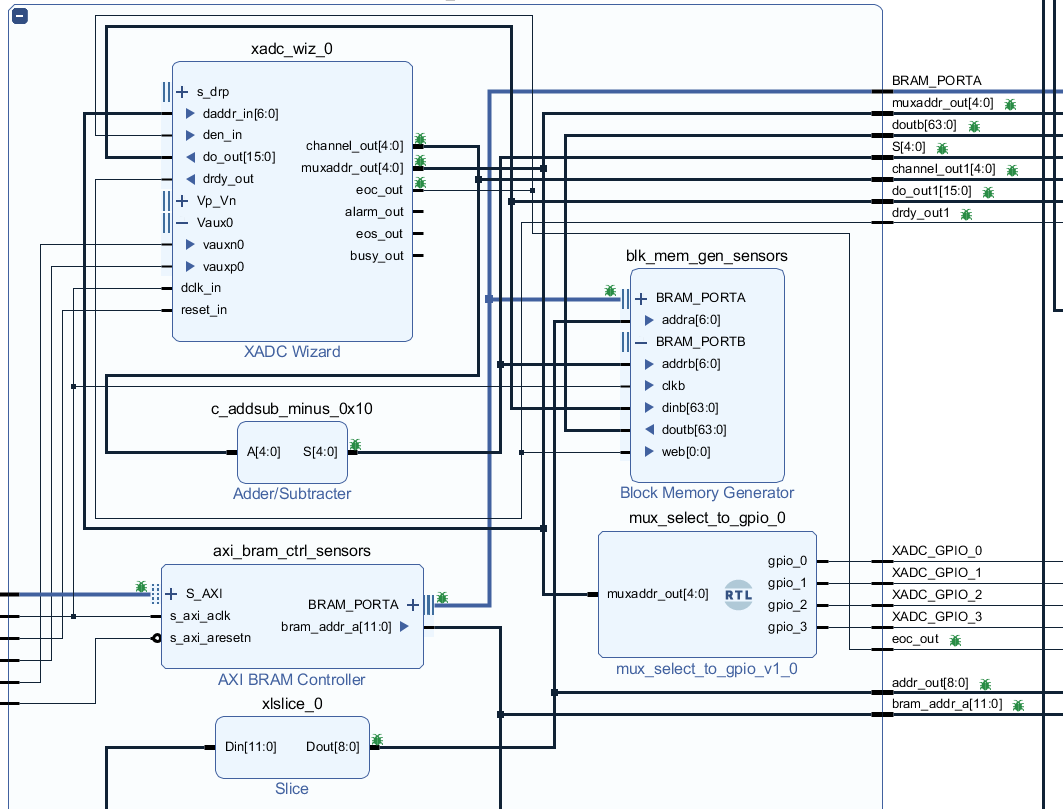 xadc_wiz_0
s_drp
daddr_in[6:0]
den_in
do_out[15:0]
drdy_out
Vp_Vn
Vaux0
vauxn0
vauxp0
dclk_in
reset_in
channel_out[4:0]
muxaddr_out[4:0]
eoc_out
alarm_out
eos_out
busy_out
XADC Wizard
c_addsub_minus_0x10
A[4:0]
S[4:0]
Adder/Subtracter
axi_bram_ctrl_sensors
S_AXI
s_axi_aclk
s_axi_aresetn
BRAM_PORTA
bram_addr_a[11:0]
AXI BRAM Controller
xlslice_0
Din[11:0]
Dout[8:0]
Slice
blk_mem_gen_sensors
BRAM_PORTA
addra[6:0]
BRAM_PORTB
addrb[6:0]
clkb
dinb[63:0]
doutb[63:0]
web[0:0]
Block Memory Generator
mux_select_to_gpio_0
muxaddr_out[4:0]
RTL
gpio_0
gpio_1
gpio_2
gpio_3
mux_select_to_gpio_v1_0
BRAM_PORTA
muxaddr_out[4:0]
doutb[63:0]
S[4:0]
channel_out1[4:0]
do_out1[15:0]
drdy_out1
XADC_GPIO_0
XADC_GPIO_1
XADC_GPIO_2
XADC_GPIO_3
eoc_out
addr_out[8:0]
bram_addr_a[11:0]